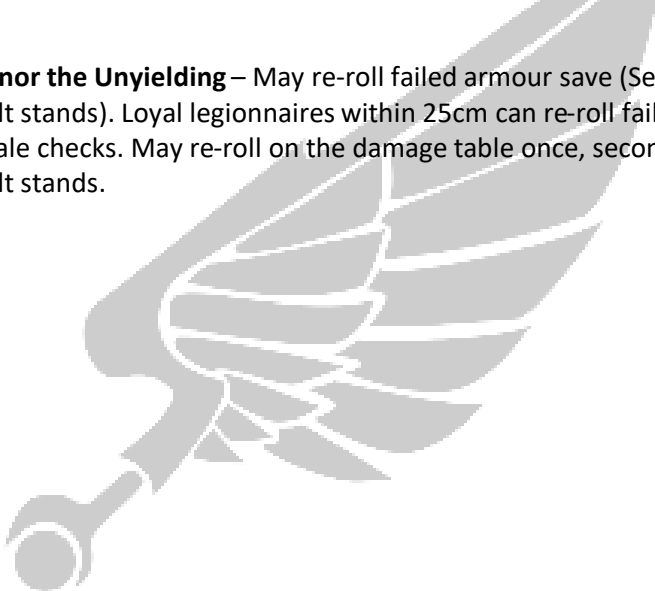 nor the Unyielding – May re-roll failed armour save (Se
lt stands). Loyal legionnaires within 25cm can re-roll fail
ale checks. May re-roll on the damage table once, secon
lt stands.